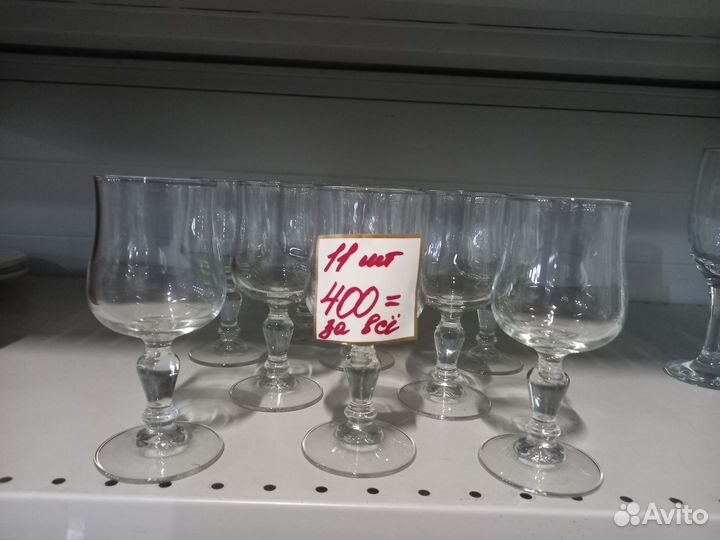 11 шт
400=
за всё
Avito